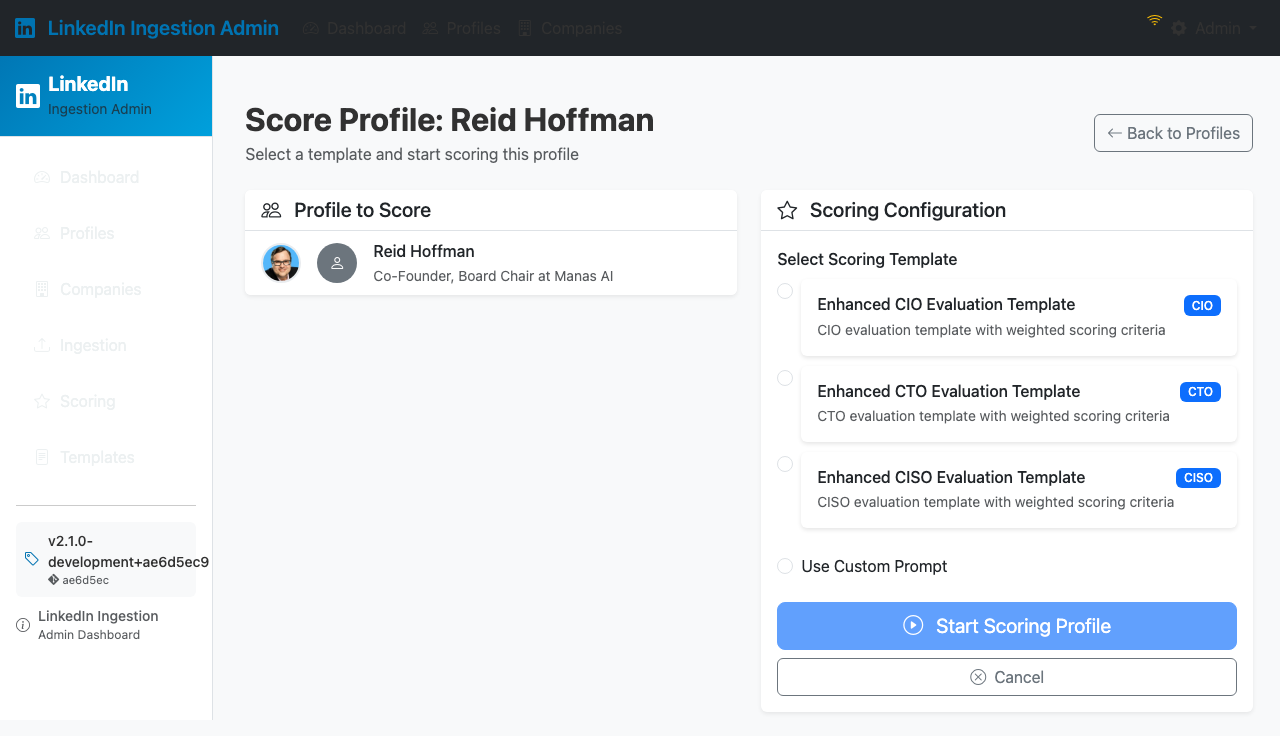 LinkedIn Ingestion Admin
Dashboard
Profiles
Companies
Admin
LinkedIn
Ingestion Admin
Dashboard
Profiles
Companies
Ingestion
Scoring
Templates
v2.1.0-
development+ae6d5ec9
ae6d5ec
LinkedIn Ingestion
Admin Dashboard
Score Profile: Reid Hoffman
Select a template and start scoring this profile
Back to Profiles
Profile to Score
Reid Hoffman
Co-Founder, Board Chair at Manas AI
Scoring Configuration
Select Scoring Template
Enhanced CIO Evaluation Template
CIO
CIO evaluation template with weighted scoring criteria
Enhanced CTO Evaluation Template
CTO
CTO evaluation template with weighted scoring criteria
Enhanced CISO Evaluation Template
CISO
CISO evaluation template with weighted scoring criteria
Use Custom Prompt
Start Scoring Profile
Cancel